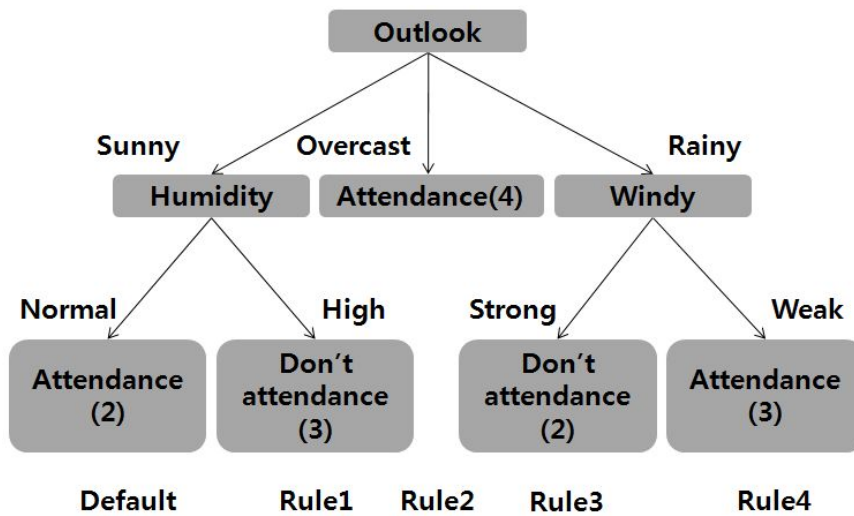 Outlook
Sunny
Overcast
Rainy
Humidity
Attendance(4)
Windy
Normal
High
Strong
Weak
Attendance
(2)
Don't
attendance
(3)
Don't
attendance
(2)
Attendance
(3)
Default
Rule1
Rule2
Rule3
Rule4